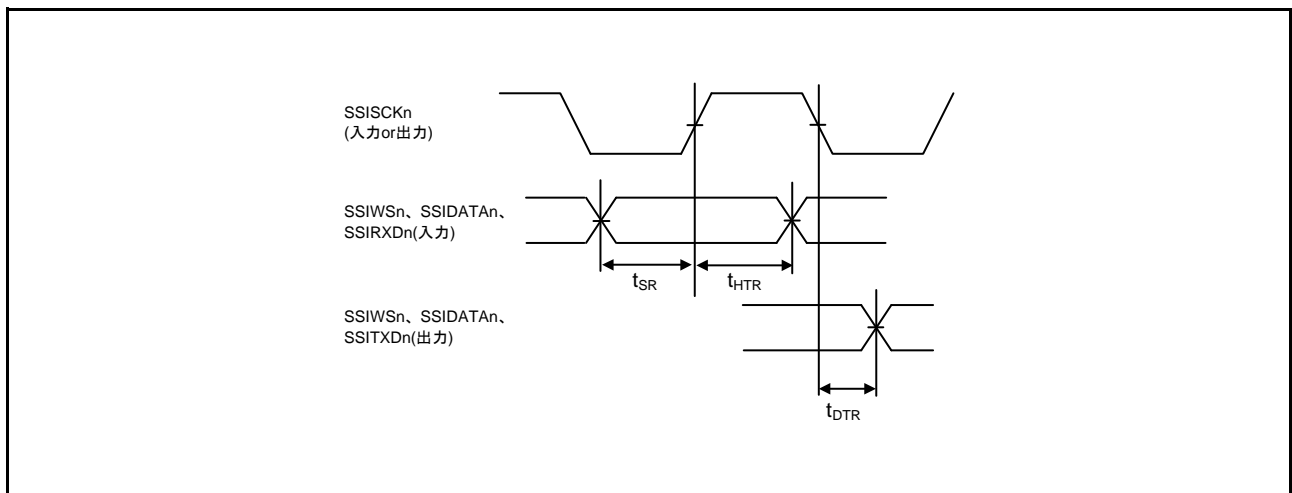 SSISCKn
(入力or出力)
SSIWSn、SSIDATAn、
SSIRXDn(入力)
tSR
tHTR
SSIWSn、SSIDATAn、
SSITXDn(出力)
tDTR